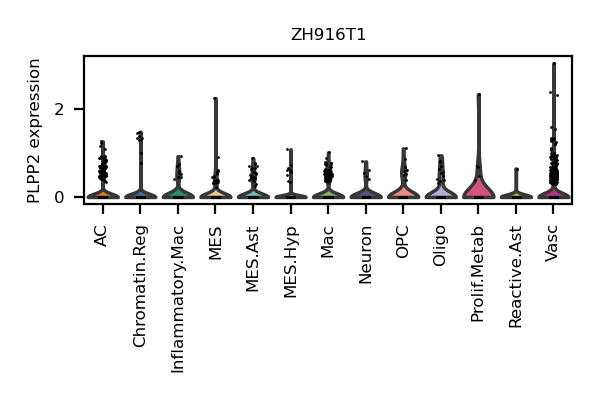 ZH916T1
PLPP2 expression
2
0
AC
Chromatin.Reg
Inflammatory.Mac
MES
MES.Ast
MES.Hyp
Mac
Neuron
OPC
Oligo
Prolif.Metab
Reactive.Ast
Vasc